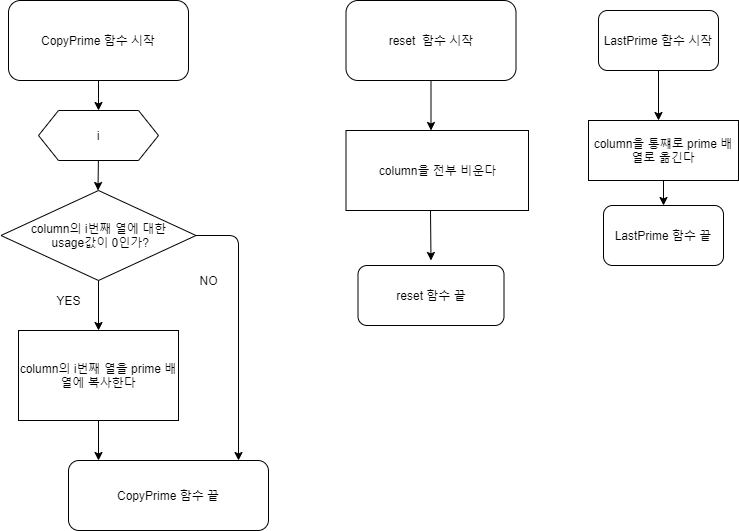 CopyPrime 함수 시작
i
column의 i번째 열에 대한
usage값이 0인가?
NO
YES
column의 i번째 열을 prime 배
열에 복사한다
CopyPrime 함수 끝
reset 함수 시작
column을 전부 비운다
reset 함수 끝
LastPrime 함수 시작
column을 통째로 prime 배
열로 옮긴다
LastPrime 함수 끝